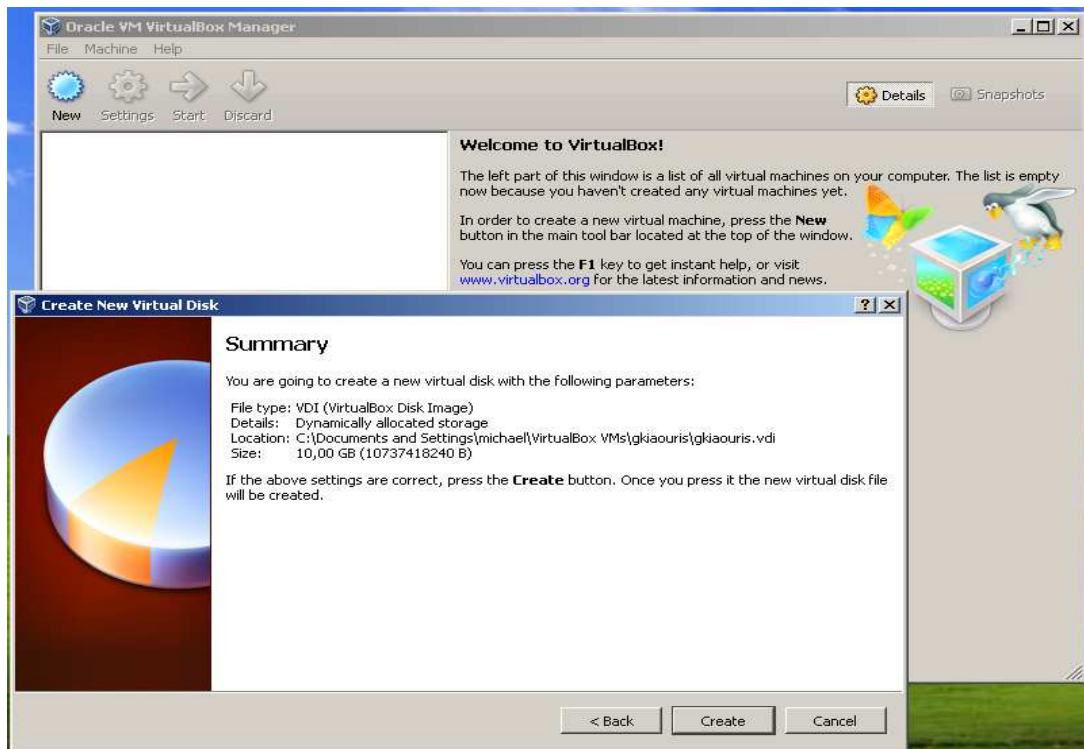 Oracle VM VirtualBox Manager
File Machine Help
New Settings Start Discard
Details Snapshots
Welcome to VirtualBox!
The left part of this window is a list of all virtual machines on your computer. The list is empty
now because you haven't created any virtual machines yet.
In order to create a new virtual machine, press the New
button in the main tool bar located at the top of the window.
You can press the F1 key to get instant help, or visit
www.virtualbox.org for the latest information and news.
Create New Virtual Disk
Summary
You are going to create a new virtual disk with the following parameters:
File type: VDI (VirtualBox Disk Image)
Details: Dynamically allocated storage
Location: C:\Documents and Settings\michael\VirtualBox VMs\gkiaouris\gkiaouris.vdi
Size: 10,00 GB (10737418240 B)
If the above settings are correct, press the Create button. Once you press it the new virtual disk file
will be created.
< Back Create Cancel